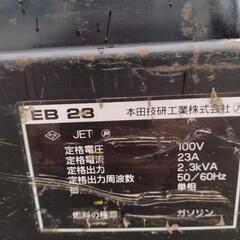 EB 23 本田技研工業株式会社
JET
定格電圧 100V
定格電流 23A
定格出力 2.3kVA
定格出力周波数 50/60Hz
単相
燃料の種類 ガソリン